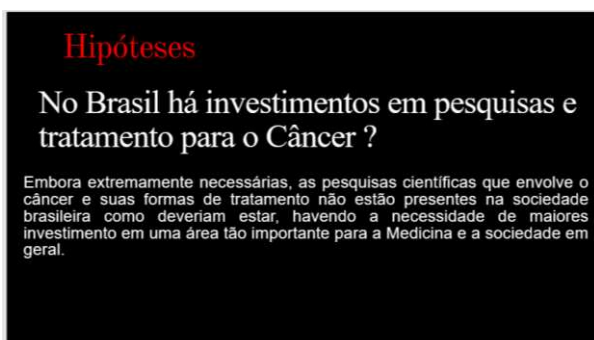 Hipóteses
No Brasil há investimentos em pesquisas e
tratamento para o Câncer ?
Embora extremamente necessárias, as pesquisas científicas que envolve o
câncer e suas formas de tratamento não estão presentes na sociedade
brasileira como deveriam estar, havendo a necessidade de maiores
investimento em uma área tão importante para a Medicina e a sociedade em
geral.